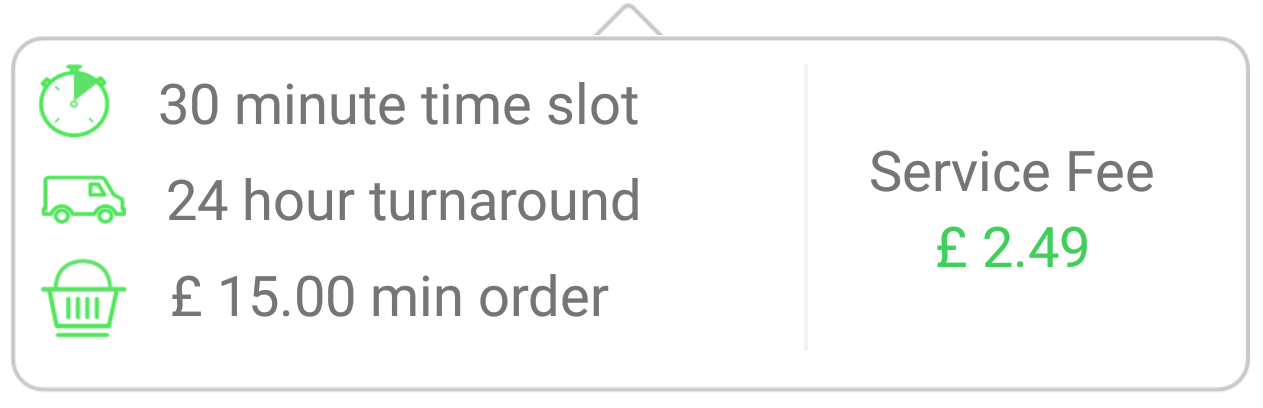 30 minute time slot
24 hour turnaround
£ 15.00 min order
Service Fee
£ 2.49